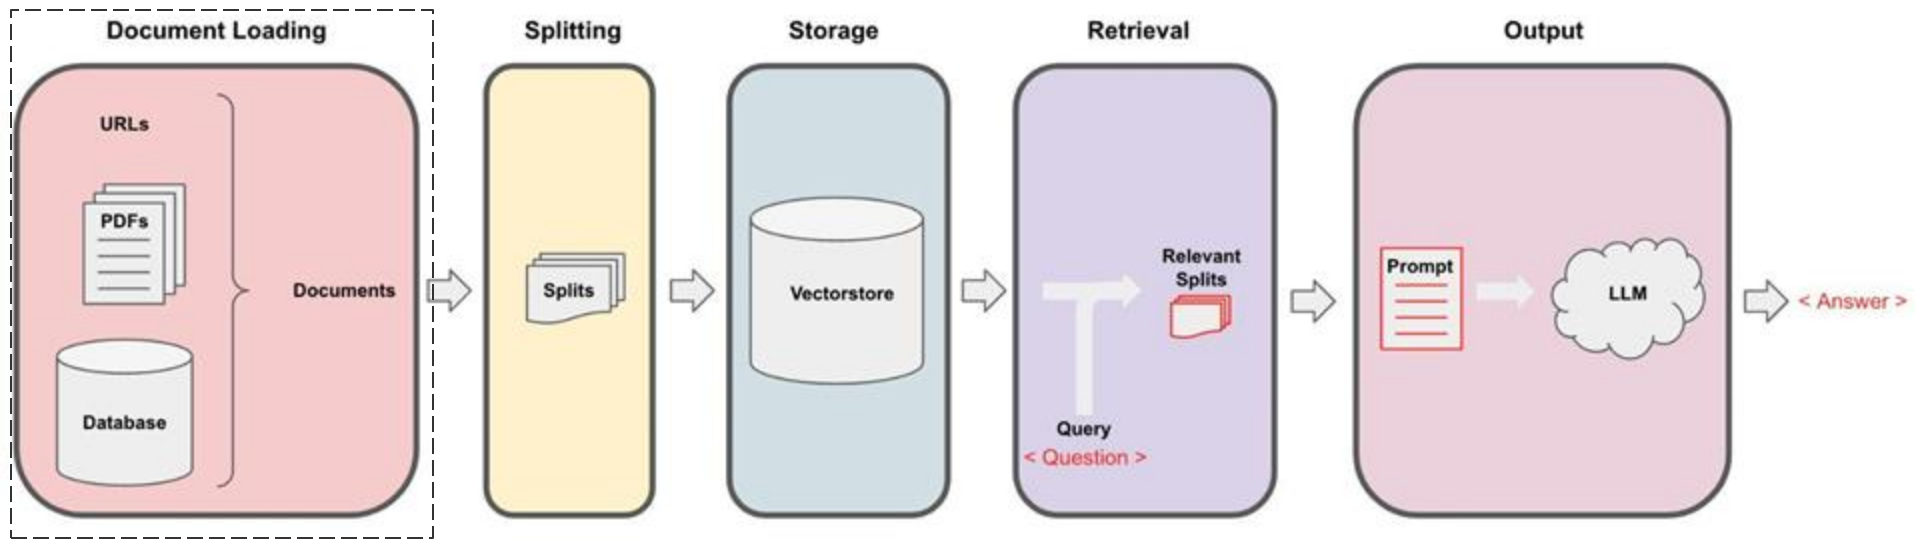 Document Loading
Splitting
Storage
Retrieval
Output
URLs
PDFs
Database
Documents
Splits
Vectorstore
Relevant
Splits
Query
< Question >
Prompt
LLM
< Answer >